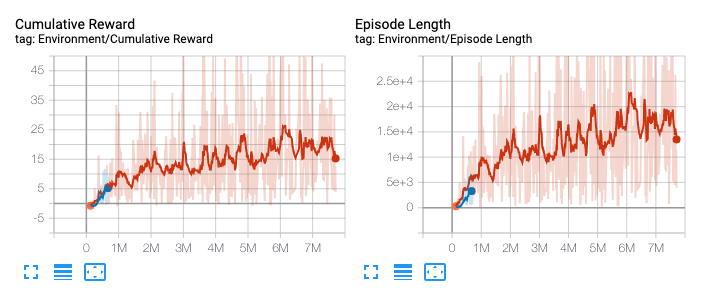 Cumulative Reward
tag: Environment/Cumulative Reward
45
35
25
15
5
-5
0 1M 2M 3M 4M 5M 6M 7M
Episode Length
tag: Environment/Episode Length
2.5e+4
2e+4
1.5e+4
1e+4
5e+3
0
0 1M 2M 3M 4M 5M 6M 7M